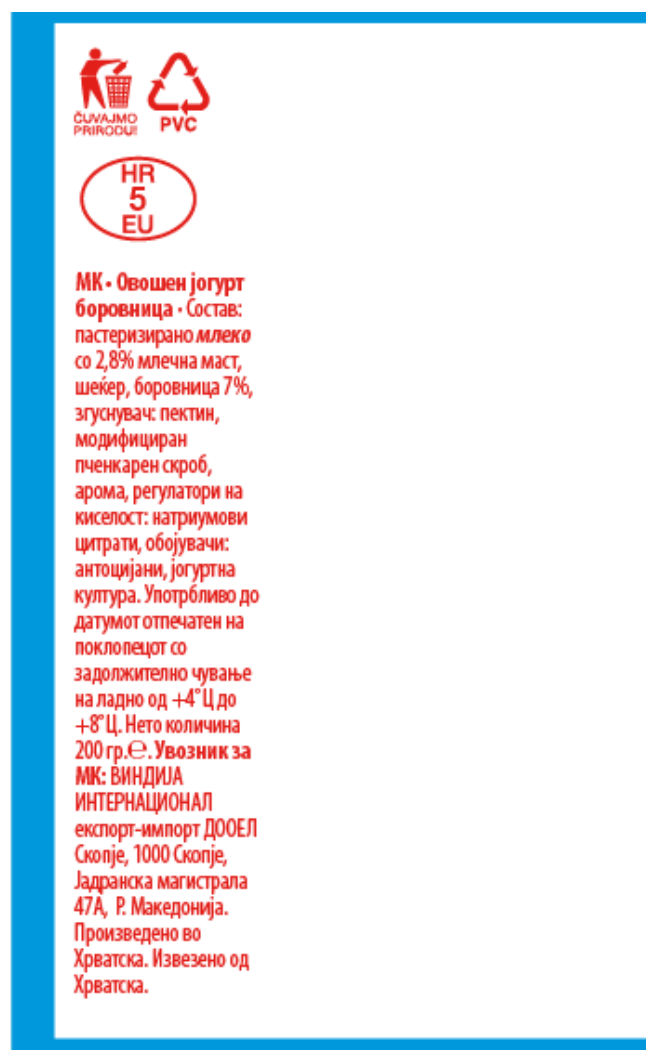 ČUVAJMO
PRIRODU!
PVC
HR
5
EU
МК • Овошен јогурт
боровница • Состав:
пастеризирано млеко
со 2,8% млечна маст,
шеќер, боровница 7%,
згуснувач: пектин,
модифициран
пченкарен скроб,
арома, регулатори на
киселост: натриумови
цитрати, обојувачи:
антоцијани, јогуртна
култура. Употрбливо до
датумот отпечатен на
поклопецот со
задолжително чување
на ладно од +4°Ц до
+8°Ц. Нето количина
200 гр.℮. Увозник за
МК: ВИНДИЈА
ИНТЕРНАЦИОНАЛ
експорт-импорт ДООЕЛ
Скопје, 1000 Скопје,
Јадранска магистрала
47А, Р. Македонија.
Произведено во
Хрватска. Извезено од
Хрватска.